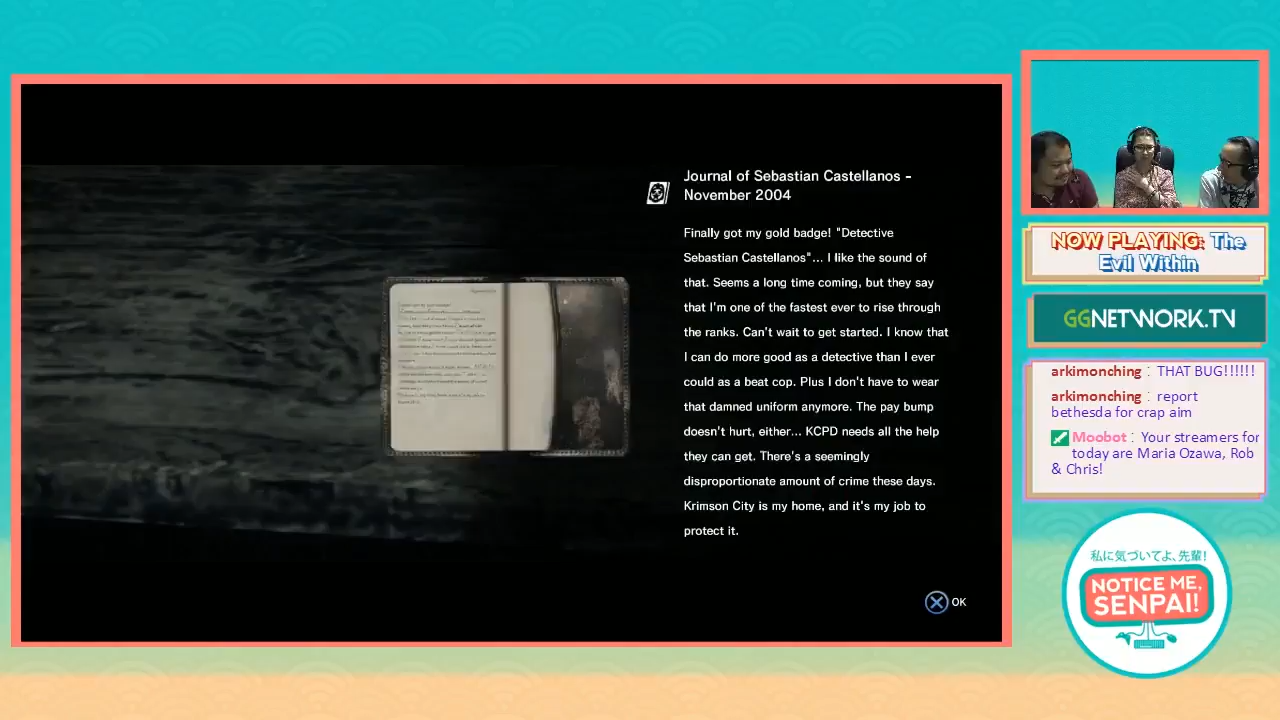 Journal of Sebastian Castellanos -
November 2004
Finally got my gold badge! "Detective
Sebastian Castellanos"... I like the sound of
that. Seems a long time coming, but they say
that I'm one of the fastest ever to rise through
the ranks. Can't wait to get started. I know that
I can do more good as a detective than I ever
could as a beat cop. Plus I don't have to wear
that damned uniform anymore. The pay bump
doesn't hurt, either... KCPD needs all the help
they can get. There's a seemingly
disproportionate amount of crime these days.
Krimson City is my home, and it's my job to
protect it.
OK
NOW PLAYING: The
Evil Within
GGNETWORK.TV
arkimonching : THAT BUG!!!!!!
arkimonching : report
bethesda for crap aim
Moobot : Your streamers for
today are Maria Ozawa, Rob
& Chris!
私に気づいてよ、先輩!
NOTICE ME,
SENPAI!